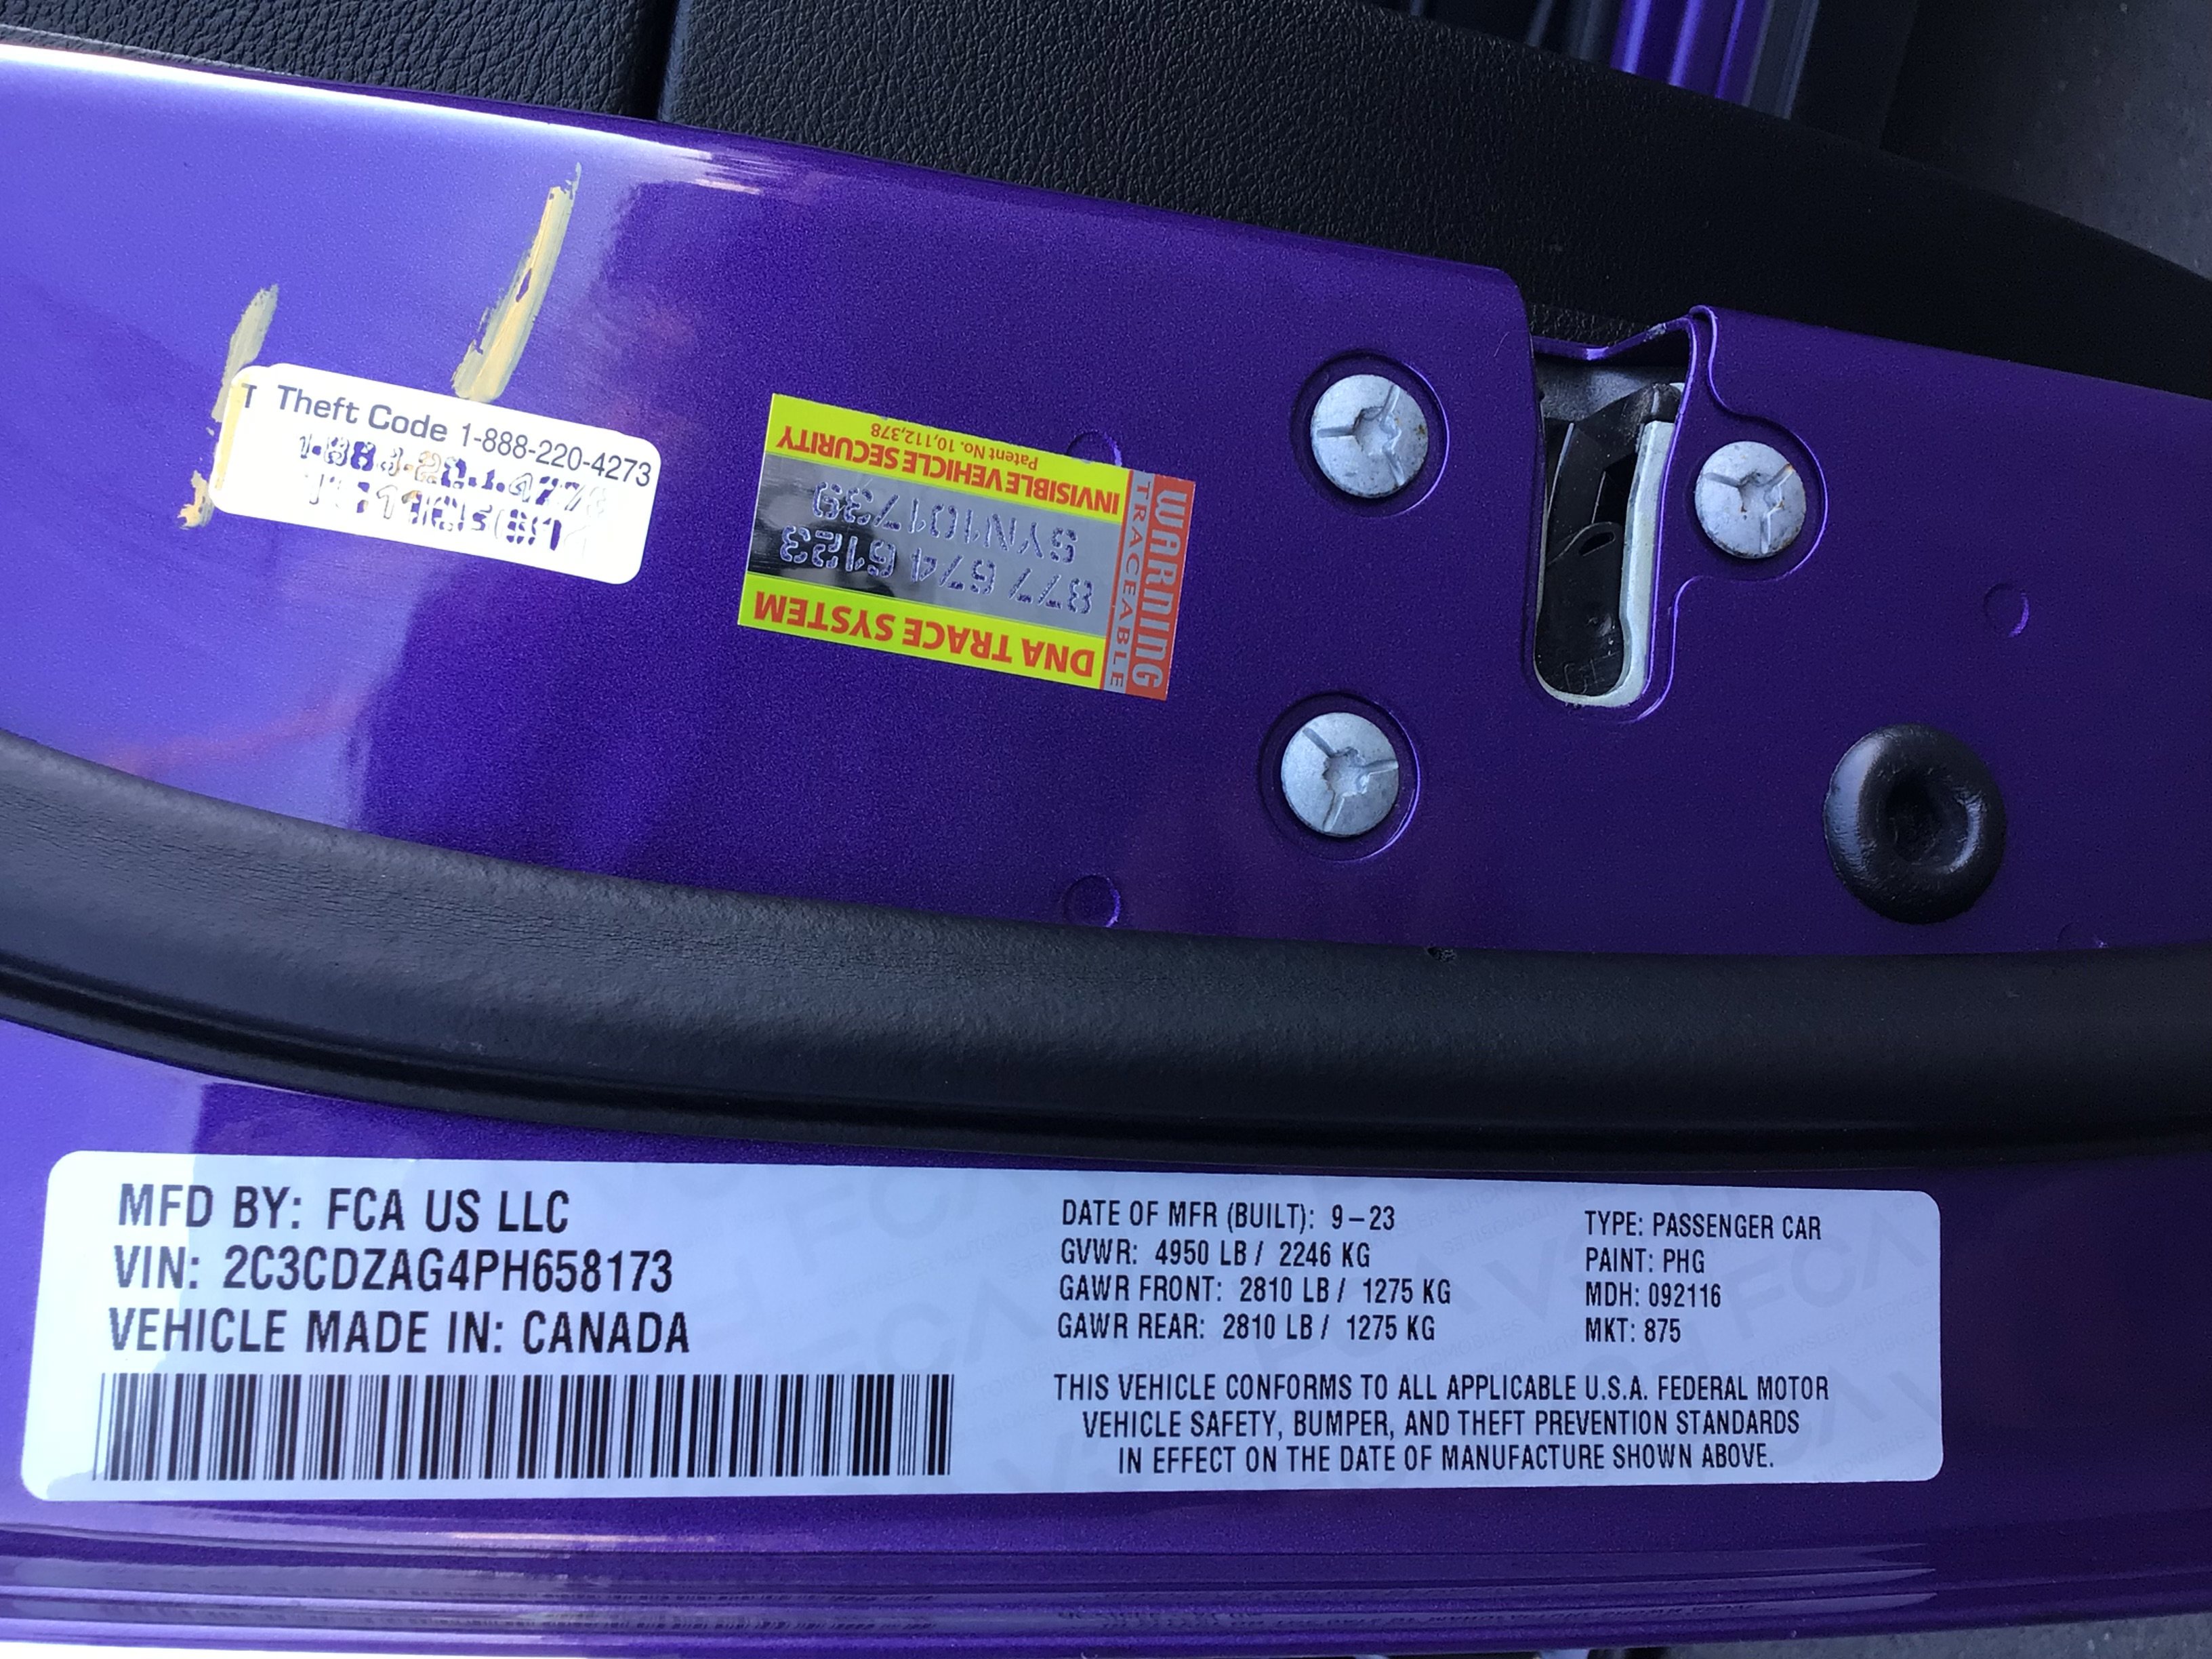 T Theft Code 1-888-220-4273
WARNING
TRACEABLE
DNA TRACE SYSTEM
877 674 6123
SYN101739
Patent No. 10,112,378
INVISIBLE VEHICLE SECURITY
MFD BY: FCA US LLC
VIN: 2C3CDZAG4PH658173
VEHICLE MADE IN: CANADA
DATE OF MFR (BUILT): 9-23
GVWR: 4950 LB / 2246 KG
GAWR FRONT: 2810 LB / 1275 KG
GAWR REAR: 2810 LB / 1275 KG
TYPE: PASSENGER CAR
PAINT: PHG
MDH: 092116
MKT: 875
THIS VEHICLE CONFORMS TO ALL APPLICABLE U.S.A. FEDERAL MOTOR
VEHICLE SAFETY, BUMPER, AND THEFT PREVENTION STANDARDS
IN EFFECT ON THE DATE OF MANUFACTURE SHOWN ABOVE.